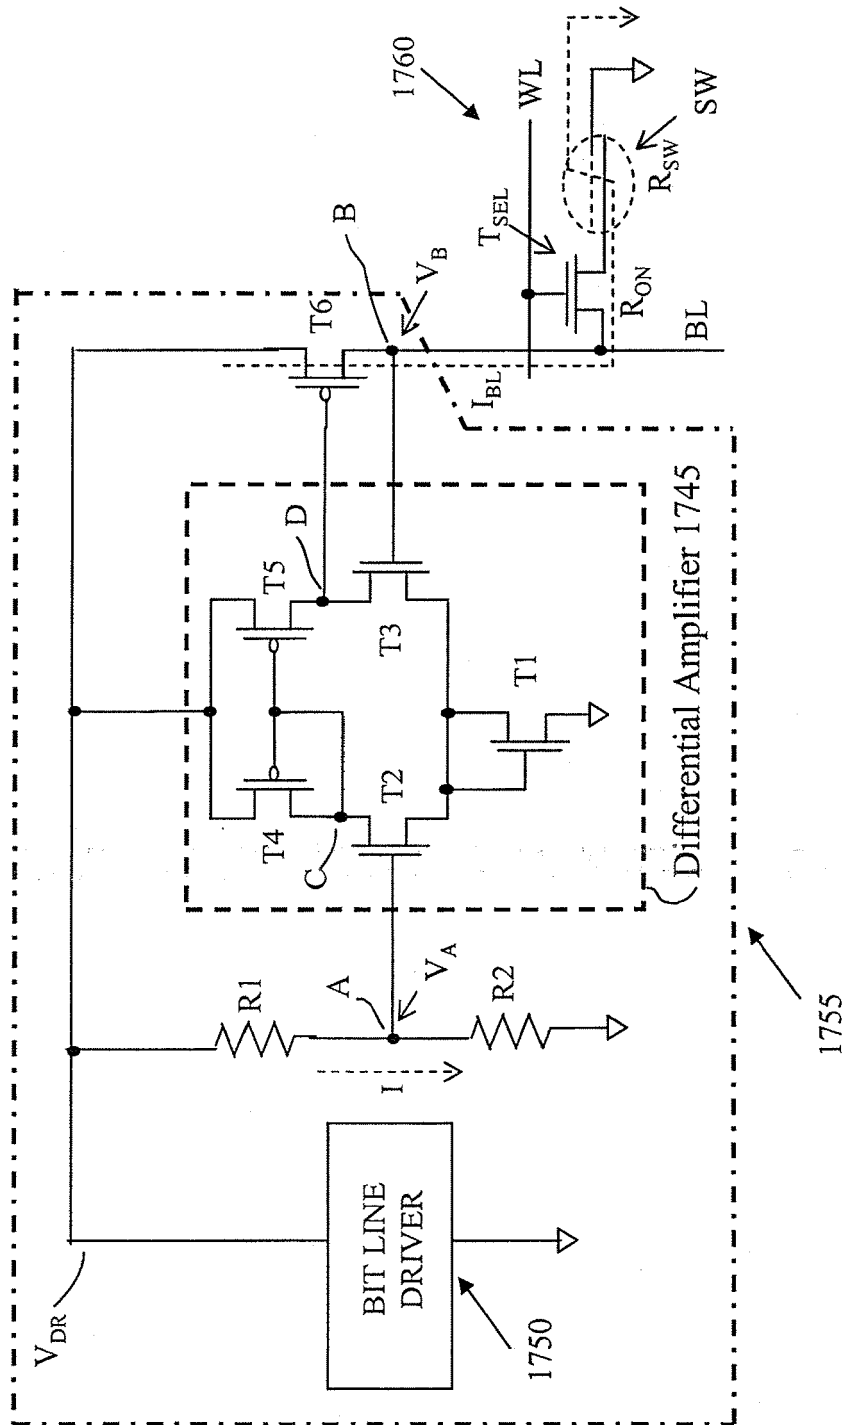 V_DR
BIT LINE
DRIVER
1750
R1
A
V_A
I
R2
T4
T5
C
D
T2
T3
T1
Differential Amplifier 1745
T6
B
V_B
I_BL
1760
WL
T_SEL
R_ON
R_SW
SW
BL
1755